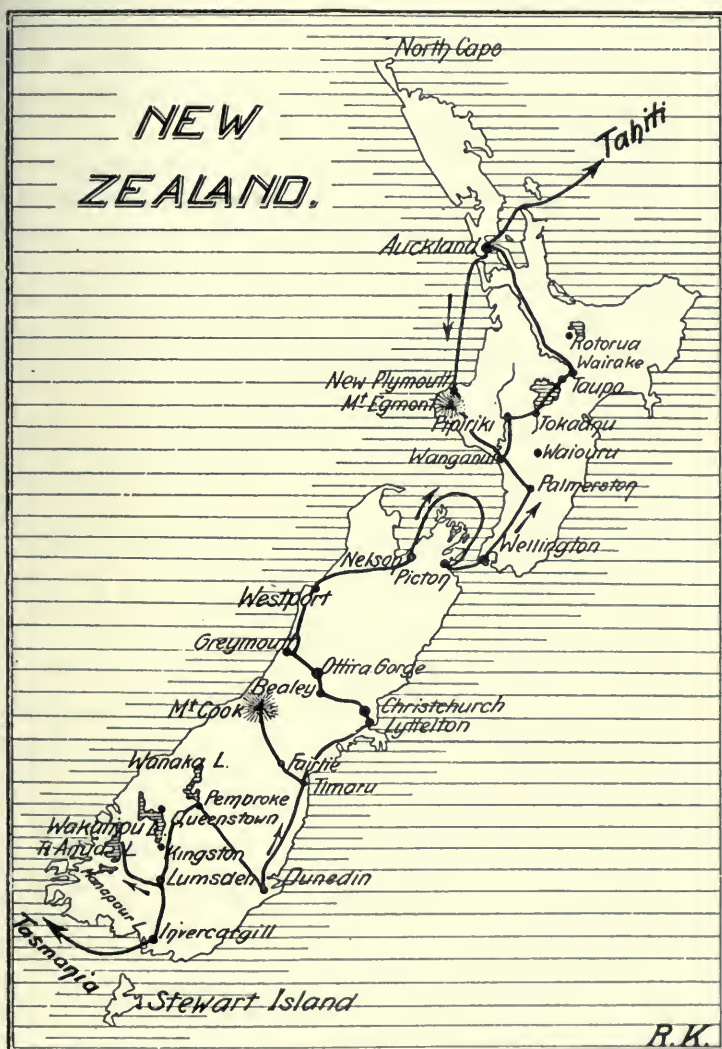 North Cape
NEW
ZEALAND.
Tahiti
Auckland
Rotorua
Wairake
Taupo
New Plymouth
Mt Egmont
Pipiriki
Tokaanu
Wanganui
Waiouru
Palmerston
Wellington
Nelson
Picton
Westport
Greymouth
Ottira Gorge
Bealey
Mt Cook
Christchurch
Lyttelton
Fairlie
Timaru
Wanaka L.
Pembroke
Queenstown
Kingston
Lumsden
Dunedin
Invercargill
Tasmania
Stewart Island
R.K.